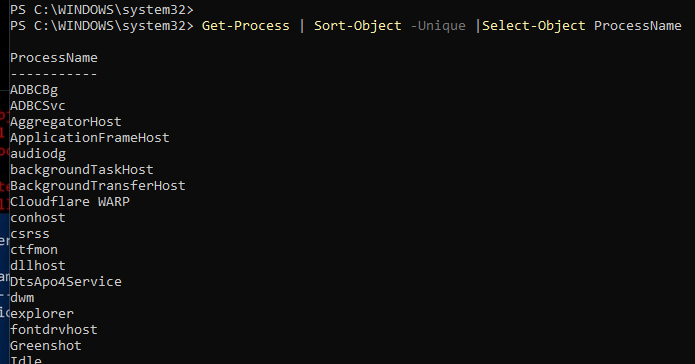 PS C:\WINDOWS\system32>
PS C:\WINDOWS\system32> Get-Process | Sort-Object -Unique |Select-Object ProcessName
ProcessName
-----------
ADBCBg
ADBCSvc
AggregatorHost
ApplicationFrameHost
audiodg
backgroundTaskHost
BackgroundTransferHost
Cloudflare WARP
conhost
csrss
ctfmon
dllhost
DtsApo4Service
dwm
explorer
fontdrvhost
Greenshot
Idle